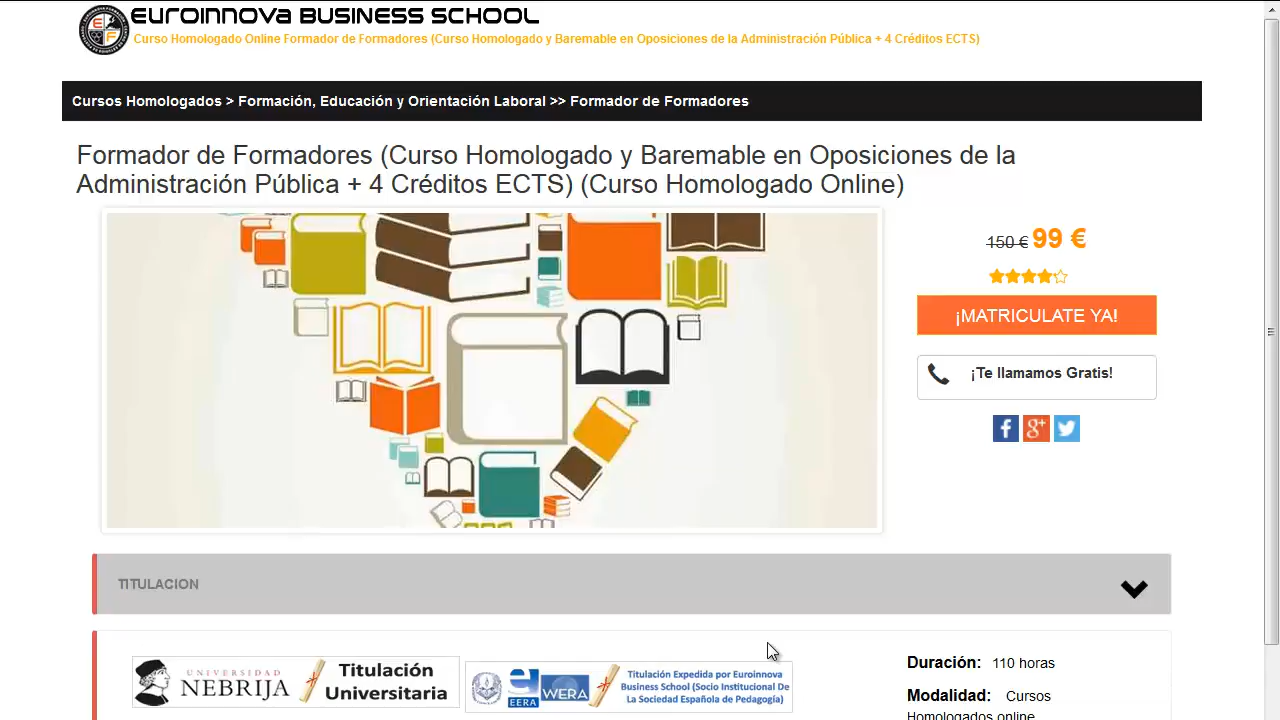 EUROINNOVA BUSINESS SCHOOL
Curso Homologado Online Formador de Formadores (Curso Homologado y Baremable en Oposiciones de la Administración Pública + 4 Créditos ECTS)
Cursos Homologados > Formación, Educación y Orientación Laboral >> Formador de Formadores
Formador de Formadores (Curso Homologado y Baremable en Oposiciones de la
Administración Pública + 4 Créditos ECTS) (Curso Homologado Online)
150 € 99 €
¡MATRICULATE YA!
¡Te llamamos Gratis!
TITULACION
UNIVERSIDAD
NEBRIJA
Titulación
Universitaria
EERA
WERA
Titulación Expedida por Euroinnova
Business School (Socio Institucional De
La Sociedad Española de Pedagogía)
Duración: 110 horas
Modalidad: Cursos
Homologados online